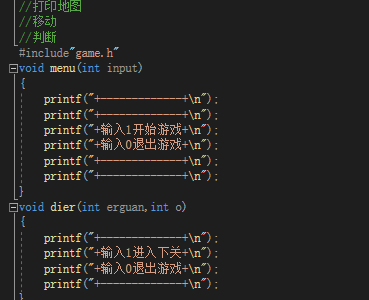 //打印地图
//移动
//判断
#include"game.h"
void menu(int input)
{
printf("+-------------+\n");
printf("+-------------+\n");
printf("+输入1开始游戏+\n");
printf("+输入0退出游戏+\n");
printf("+-------------+\n");
printf("+-------------+\n");
}
void dier(int erguan,int o)
{
printf("+-------------+\n");
printf("+输入1进入下关+\n");
printf("+输入0退出游戏+\n");
printf("+-------------+\n");
}